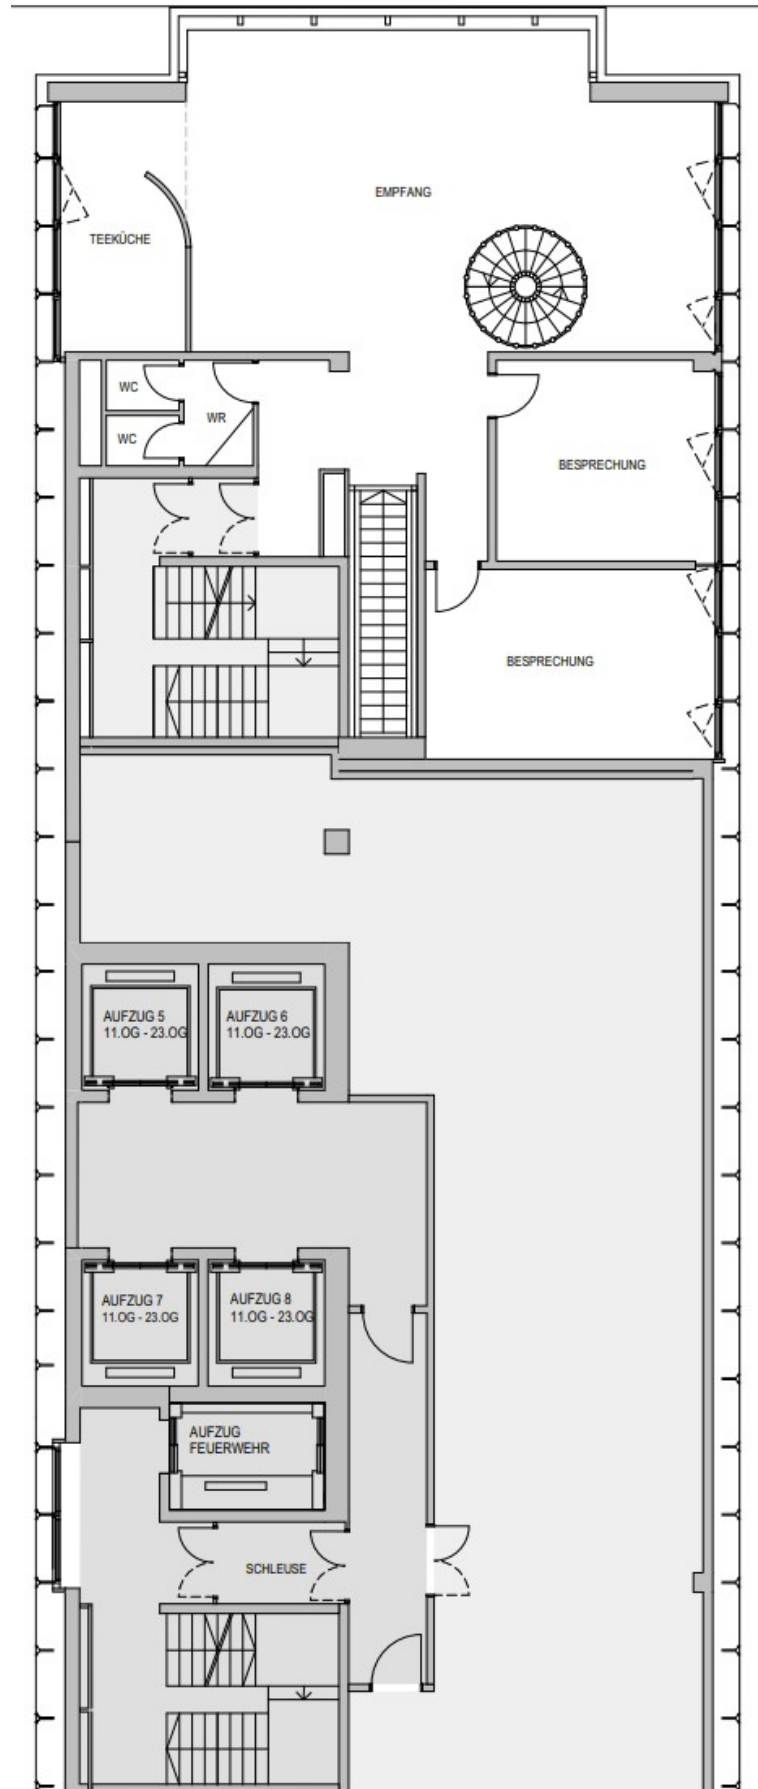 EMPFANG
TEEKÜCHE
WC
WR
WC
BESPRECHUNG
BESPRECHUNG
AUFZUG 5
11.OG - 23.OG
AUFZUG 6
11.OG - 23.OG
AUFZUG 7
11.OG - 23.OG
AUFZUG 8
11.OG - 23.OG
AUFZUG
FEUERWEHR
SCHLEUSE